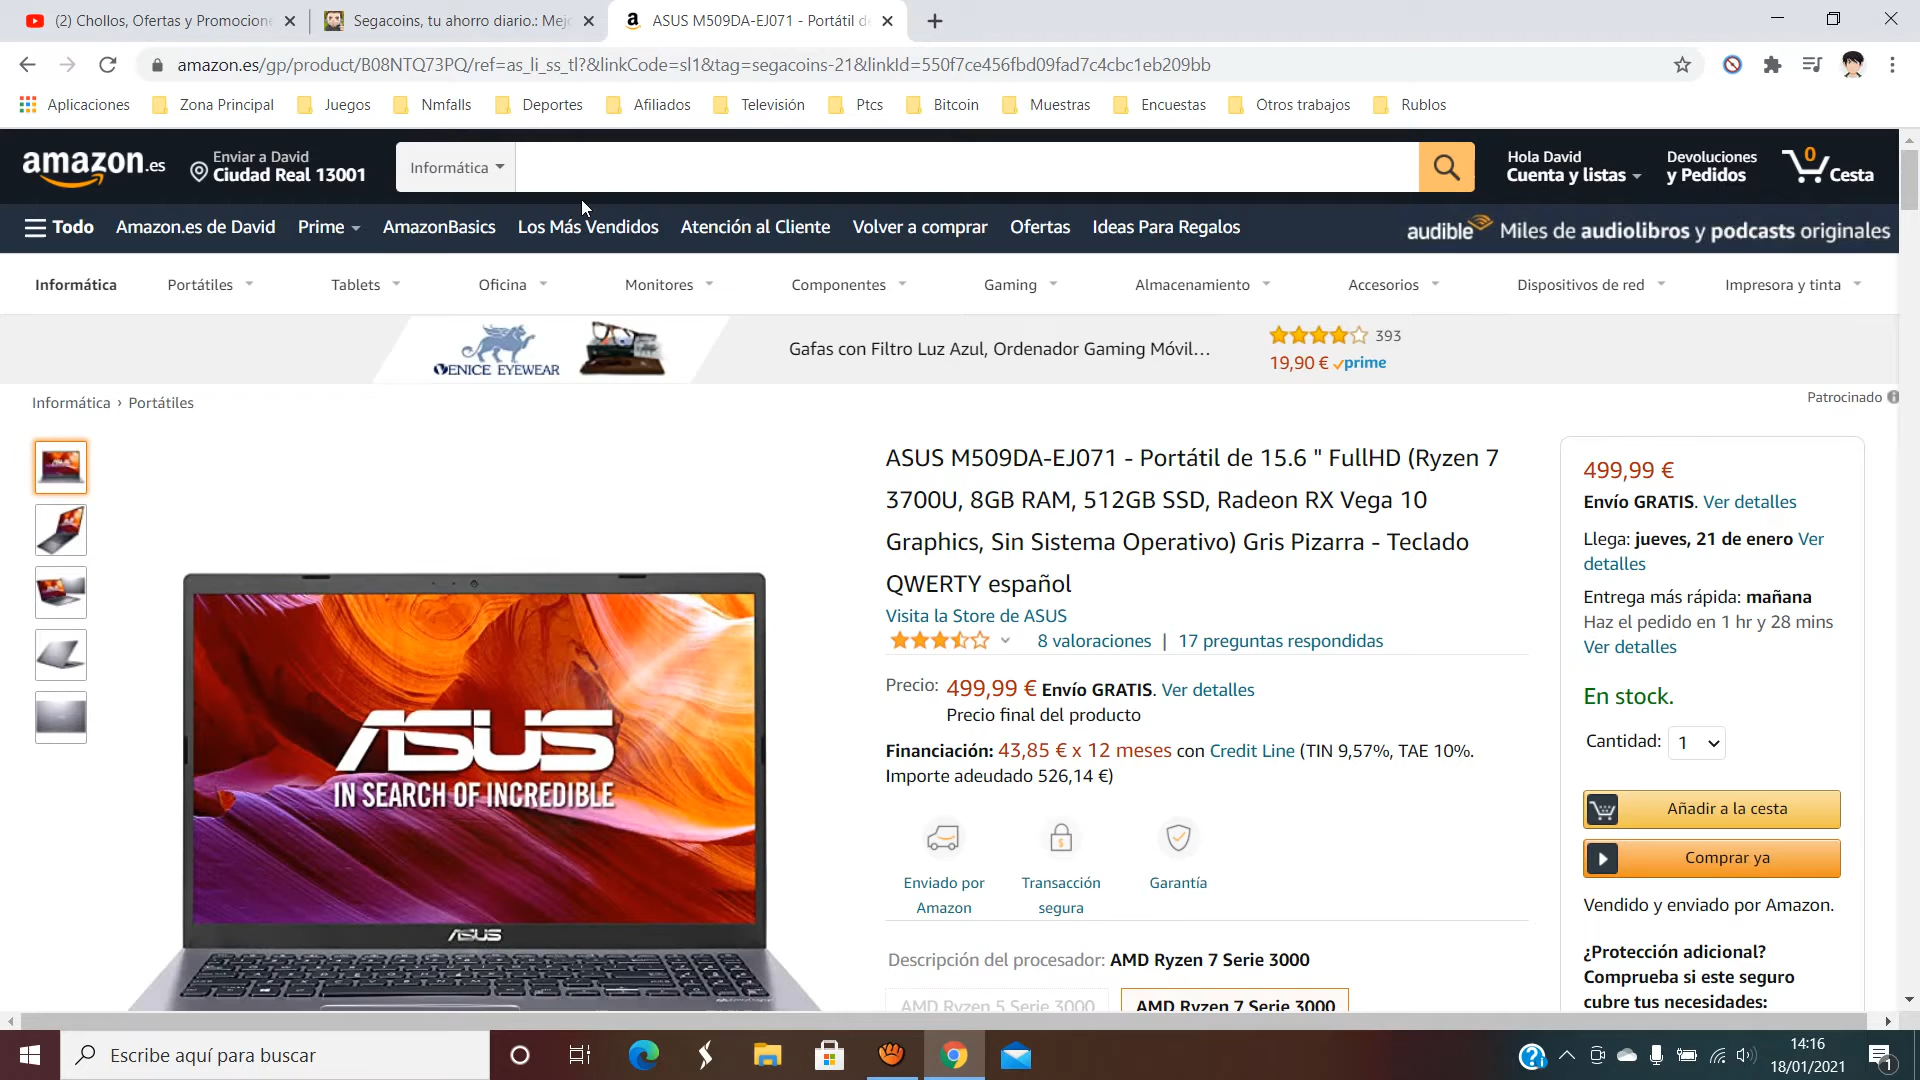 (2) Chollos, Ofertas y Promocione
Segacoins, tu ahorro diario.: Mejo
ASUS M509DA-EJ071 - Portátil de
amazon.es/gp/product/B08NTQ73PQ/ref=as_li_ss_tl?&linkCode=sl1&tag=segacoins-21&linkId=550f7ce456fbd09fad7c4cbc1eb209bb
Aplicaciones Zona Principal Juegos Nmfalls Deportes Afiliados Televisión Ptcs Bitcoin Muestras Encuestas Otros trabajos Rublos
amazon.es
Enviar a David
Ciudad Real 13001
Informática
Hola David
Cuenta y listas
Devoluciones
y Pedidos
0
Cesta
Todo Amazon.es de David Prime AmazonBasics Los Más Vendidos Atención al Cliente Volver a comprar Ofertas Ideas Para Regalos
audible Miles de audiolibros y podcasts originales
Informática Portátiles Tablets Oficina Monitores Componentes Gaming Almacenamiento Accesorios Dispositivos de red Impresora y tinta
VENICE EYEWEAR
Gafas con Filtro Luz Azul, Ordenador Gaming Móvil...
393
19,90 € prime
Informática › Portátiles
Patrocinado
ASUS M509DA-EJ071 - Portátil de 15.6 " FullHD (Ryzen 7
3700U, 8GB RAM, 512GB SSD, Radeon RX Vega 10
Graphics, Sin Sistema Operativo) Gris Pizarra - Teclado
QWERTY español
Visita la Store de ASUS
8 valoraciones | 17 preguntas respondidas
Precio: 499,99 € Envío GRATIS. Ver detalles
Precio final del producto
Financiación: 43,85 € x 12 meses con Credit Line (TIN 9,57%, TAE 10%.
Importe adeudado 526,14 €)
Enviado por
Amazon
Transacción
segura
Garantía
Descripción del procesador: AMD Ryzen 7 Serie 3000
AMD Ryzen 5 Serie 3000
AMD Ryzen 7 Serie 3000
ASUS
IN SEARCH OF INCREDIBLE
ASUS
499,99 €
Envío GRATIS. Ver detalles
Llega: jueves, 21 de enero Ver
detalles
Entrega más rápida: mañana
Haz el pedido en 1 hr y 28 mins
Ver detalles
En stock.
Cantidad: 1
Añadir a la cesta
Comprar ya
Vendido y enviado por Amazon.
¿Protección adicional?
Comprueba si este seguro
cubre tus necesidades:
Escribe aquí para buscar
14:16
18/01/2021
1